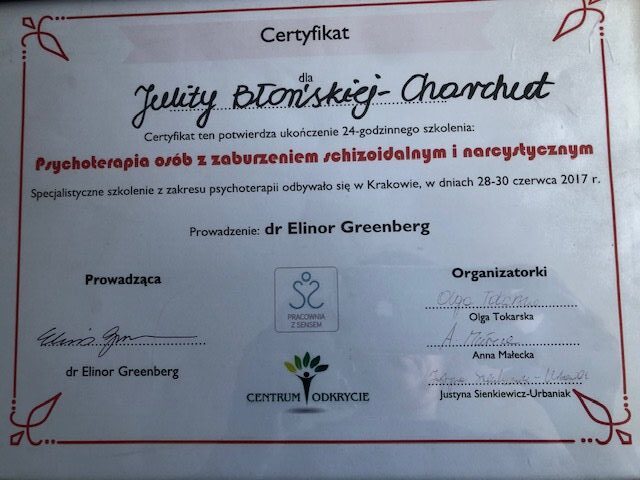 Certyfikat
dla
Julity Błońskiej-Charchut
Certyfikat ten potwierdza ukończenie 24-godzinnego szkolenia:
Psychoterapia osób z zaburzeniem schizoidalnym i narcystycznym
Specjalistyczne szkolenie z zakresu psychoterapii odbywało się w Krakowie, w dniach 28-30 czerwca 2017 r.
Prowadzenie: dr Elinor Greenberg
Prowadząca
dr Elinor Greenberg
PRACOWNIA
Z SENSEM
CENTRUM ODKRYCIE
Organizatorki
Olga
Olga Tokarska
A. Małecka
Anna Małecka
Justyna Sienkiewicz-Urbaniak